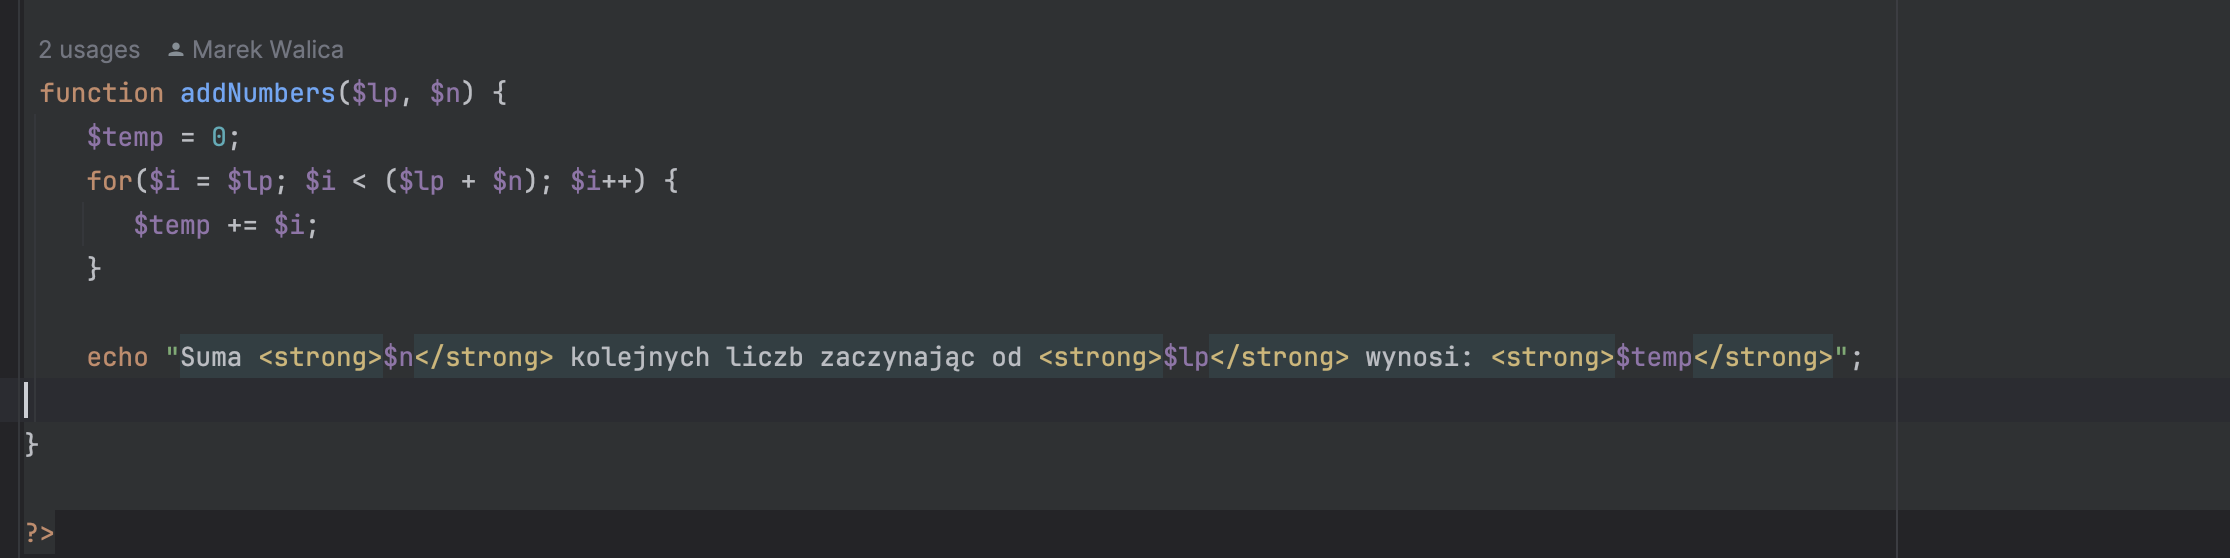 2 usages Marek Walica
function addNumbers($lp, $n) {
$temp = 0;
for($i = $lp; $i < ($lp + $n); $i++) {
$temp += $i;
}
echo "Suma <strong>$n</strong> kolejnych liczb zaczynając od <strong>$lp</strong> wynosi: <strong>$temp</strong>";
}
?>